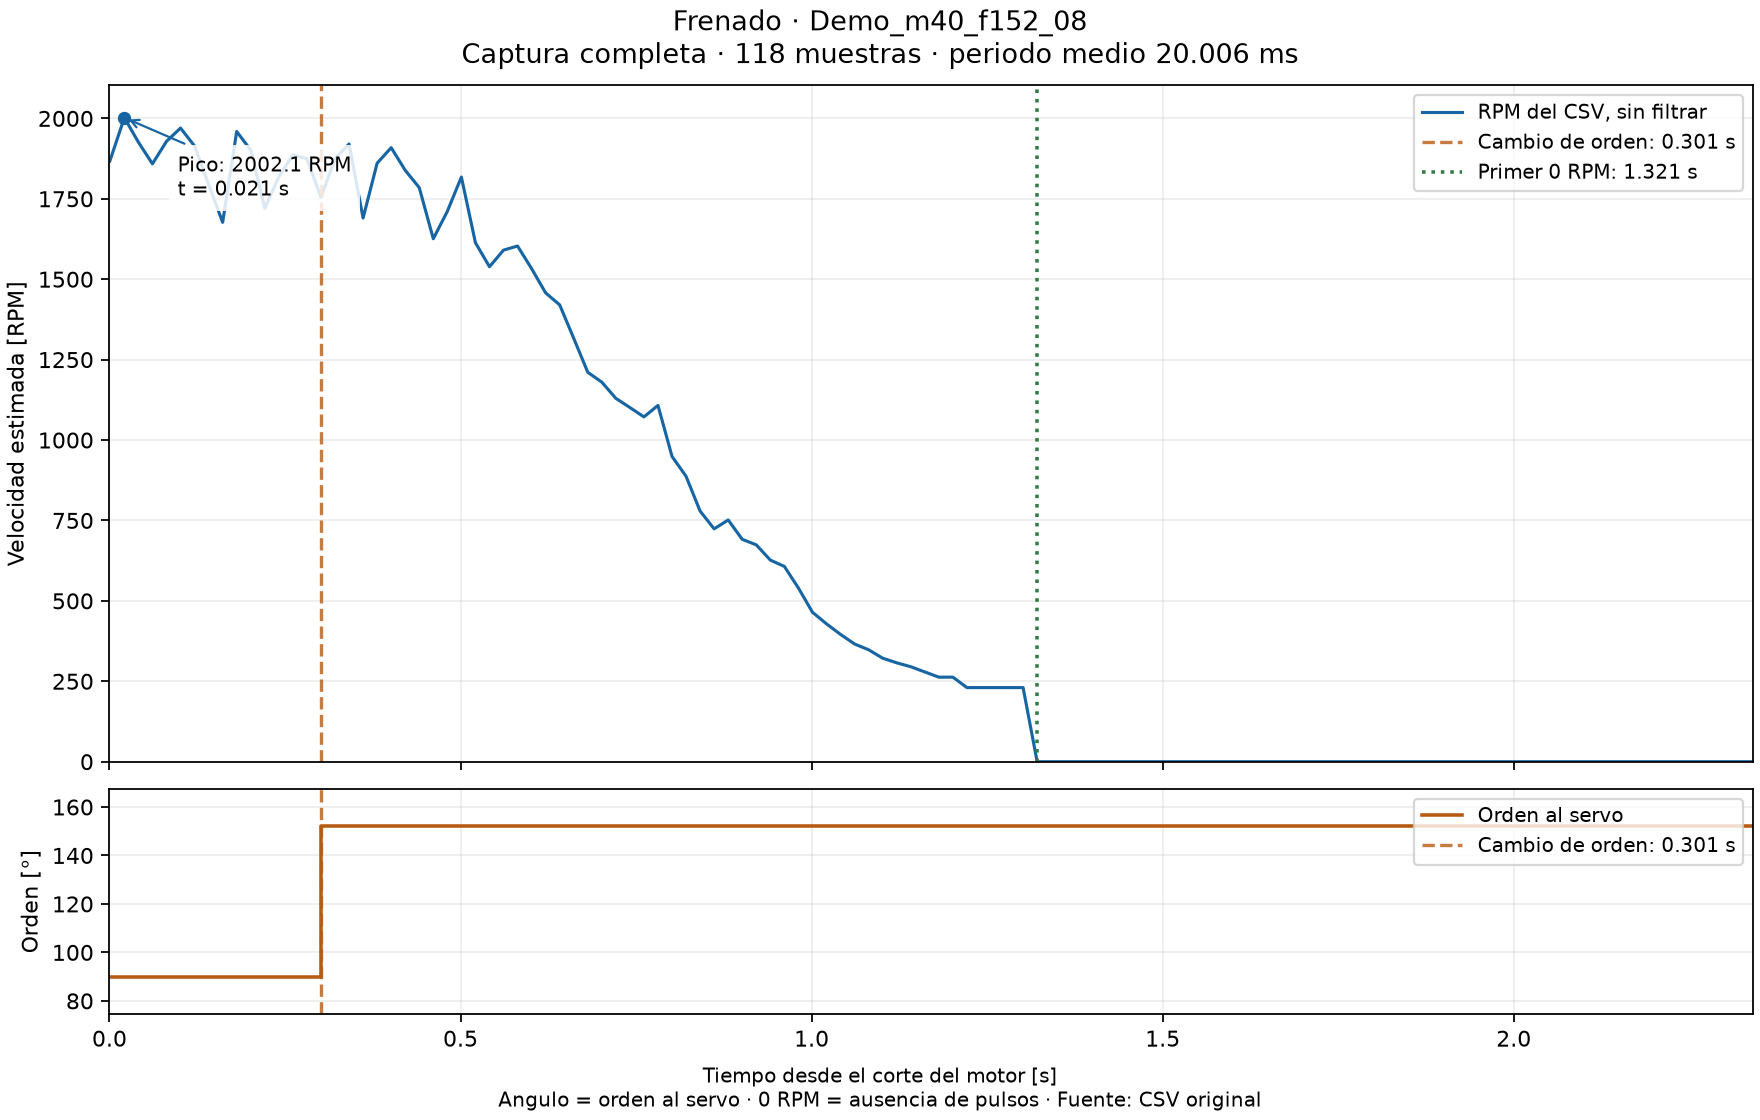 Frenado · Demo_m40_f152_08
Captura completa · 118 muestras · periodo medio 20.006 ms
Velocidad estimada [RPM]
2000
1750
1500
1250
1000
750
500
250
0
Pico: 2002.1 RPM
t = 0.021 s
RPM del CSV, sin filtrar
Cambio de orden: 0.301 s
Primer 0 RPM: 1.321 s
Orden [°]
160
140
120
100
80
Orden al servo
Cambio de orden: 0.301 s
0.0 0.5 1.0 1.5 2.0
Tiempo desde el corte del motor [s]
Angulo = orden al servo · 0 RPM = ausencia de pulsos · Fuente: CSV original